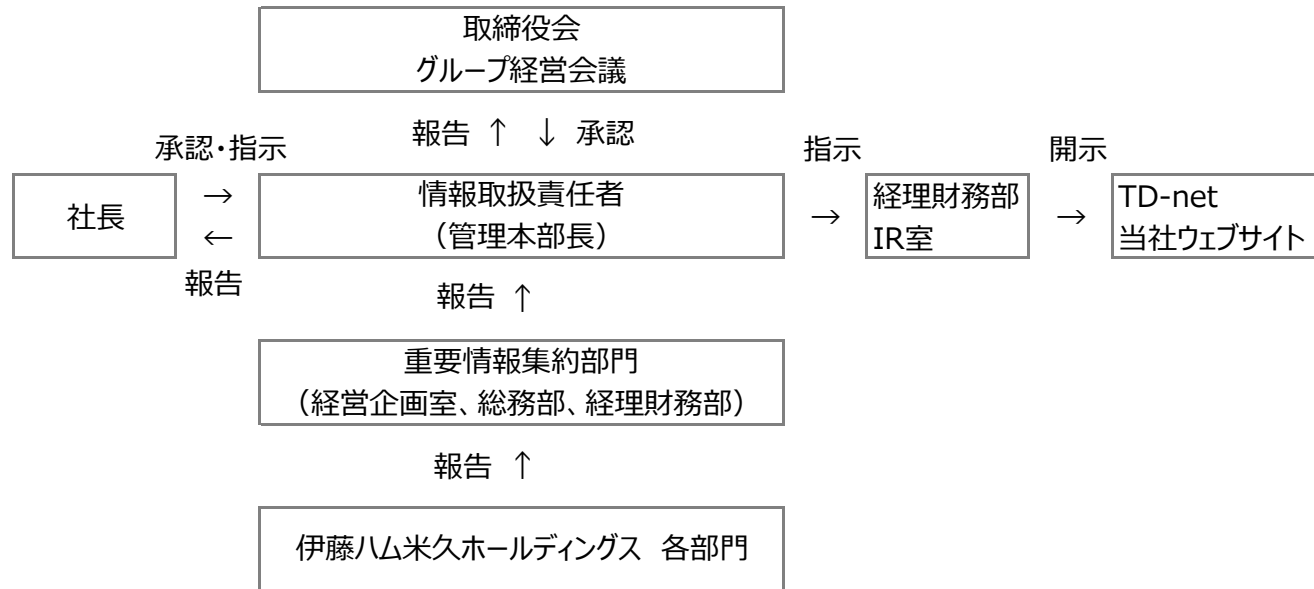 取締役会
グループ経営会議
報告 ↑ ↓ 承認
承認・指示
指示
開示
社長
→
←
情報取扱責任者
（管理本部長）
→
経理財務部
IR室
→
TD-net
当社ウェブサイト
報告
報告 ↑
重要情報集約部門
（経営企画室、総務部、経理財務部）
報告 ↑
伊藤ハム米久ホールディングス 各部門